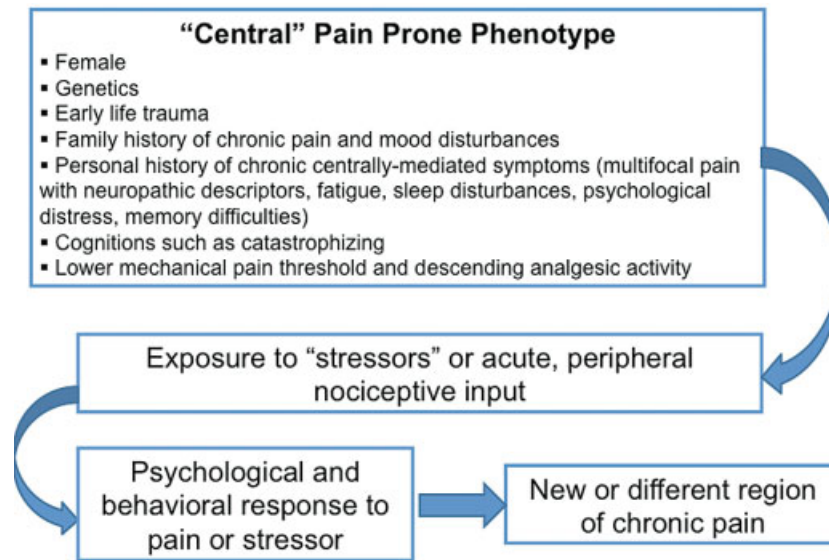 “Central” Pain Prone Phenotype
▪ Female
▪ Genetics
▪ Early life trauma
▪ Family history of chronic pain and mood disturbances
▪ Personal history of chronic centrally-mediated symptoms (multifocal pain
with neuropathic descriptors, fatigue, sleep disturbances, psychological
distress, memory difficulties)
▪ Cognitions such as catastrophizing
▪ Lower mechanical pain threshold and descending analgesic activity
Exposure to “stressors” or acute, peripheral
nociceptive input
Psychological and
behavioral response to
pain or stressor
New or different region
of chronic pain